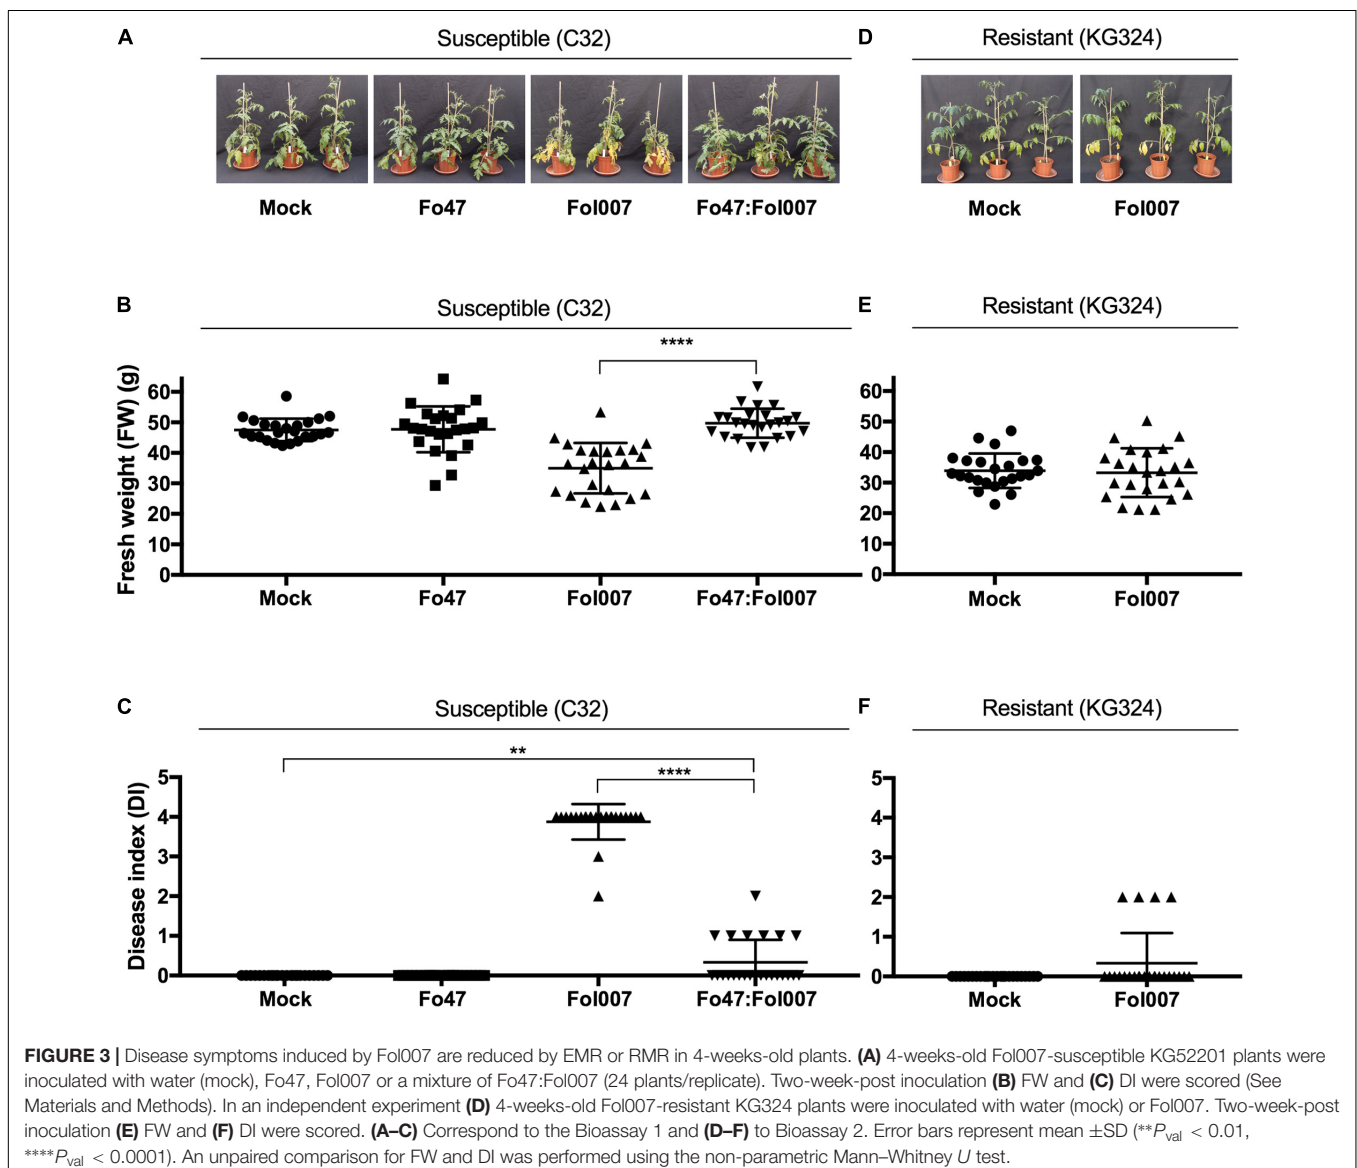 A
Susceptible (C32)
Mock
Fo47
Fol007
Fo47:Fol007
D
Resistant (KG324)
Mock
Fol007
B
Susceptible (C32)
****
Fresh weight (FW) (g)
60
50
40
30
20
10
0
Mock
Fo47
Fol007
Fo47:Fol007
E
Resistant (KG324)
60
50
40
30
20
10
0
Mock
Fol007
C
Susceptible (C32)
**
****
Disease index (DI)
5
4
3
2
1
0
Mock
Fo47
Fol007
Fo47:Fol007
F
Resistant (KG324)
5
4
3
2
1
0
Mock
Fol007
FIGURE 3 | Disease symptoms induced by Fol007 are reduced by EMR or RMR in 4-weeks-old plants. (A) 4-weeks-old Fol007-susceptible KG52201 plants were
inoculated with water (mock), Fo47, Fol007 or a mixture of Fo47:Fol007 (24 plants/replicate). Two-week-post inoculation (B) FW and (C) DI were scored (See
Materials and Methods). In an independent experiment (D) 4-weeks-old Fol007-resistant KG324 plants were inoculated with water (mock) or Fol007. Two-week-post
inoculation (E) FW and (F) DI were scored. (A–C) Correspond to the Bioassay 1 and (D–F) to Bioassay 2. Error bars represent mean ±SD (**Pval < 0.01,
****Pval < 0.0001). An unpaired comparison for FW and DI was performed using the non-parametric Mann–Whitney U test.